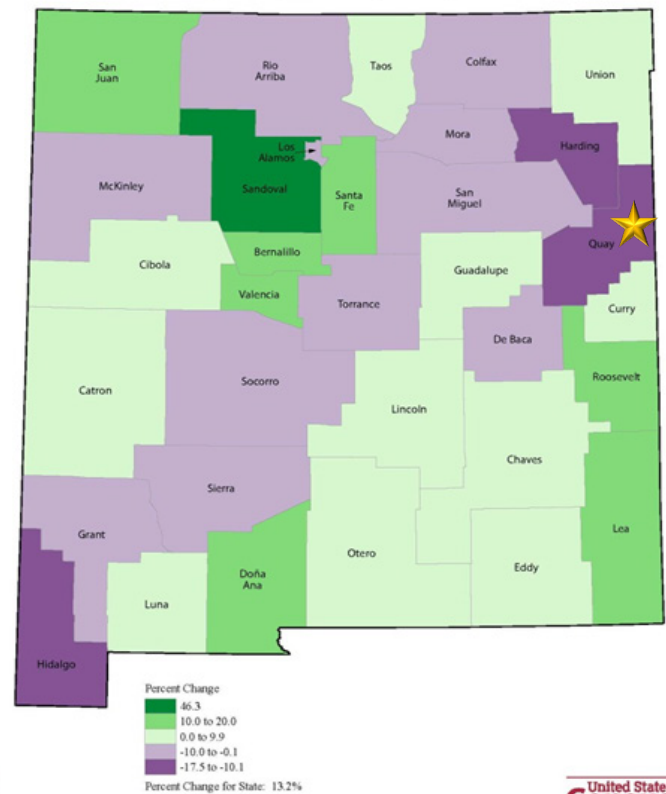 San
Juan
Rio
Arriba
Taos
Colfax
Union
Mora
Harding
Los
Alamos
McKinley
Sandoval
Santa
Fe
San
Miguel
Quay
Bernalillo
Cibola
Guadalupe
Valencia
Torrance
Curry
De Baca
Catron
Socorro
Roosevelt
Lincoln
Chaves
Sierra
Grant
Lea
Otero
Doña
Ana
Eddy
Luna
Hidalgo
Percent Change
46.3
10.0 to 20.0
0.0 to 9.9
-10.0 to -0.1
-17.5 to -10.1
Percent Change for State: 13.2%
United State